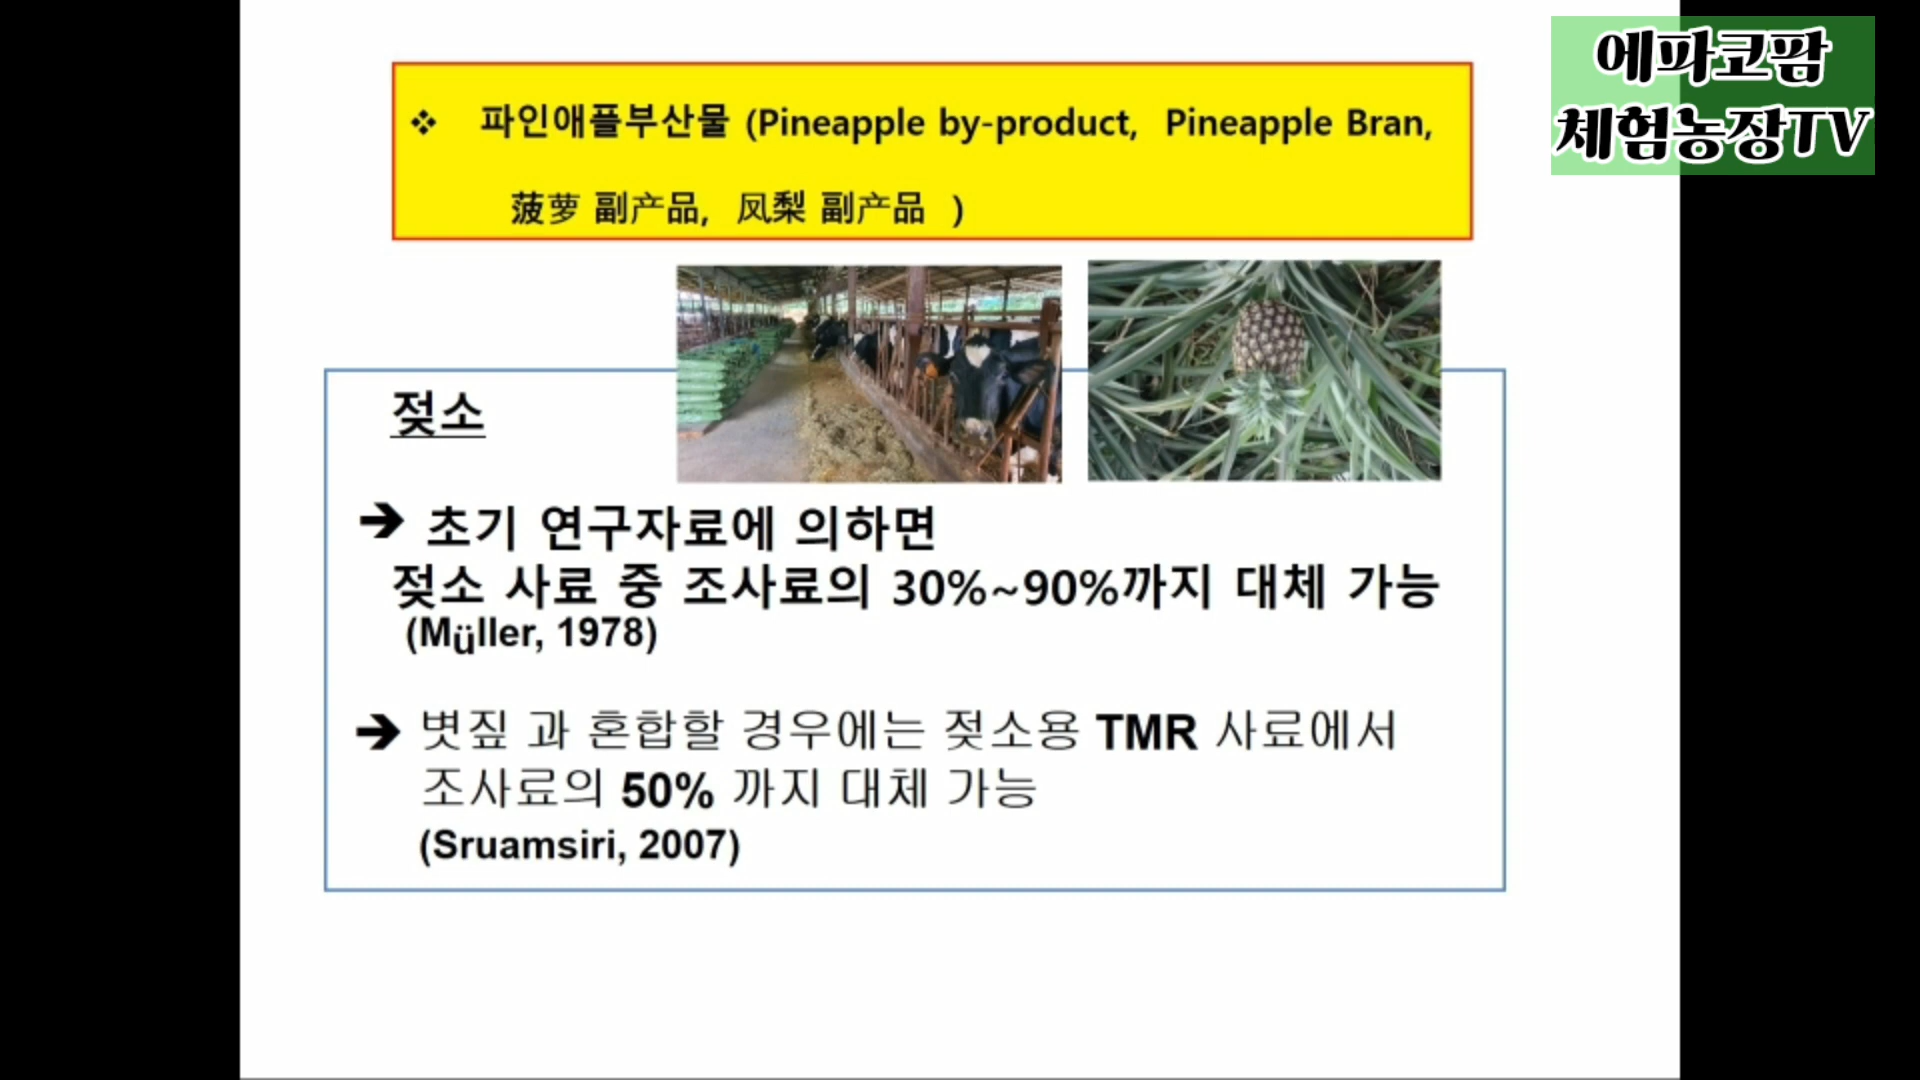 에파코팜
체험농장TV
❖ 파인애플부산물 (Pineapple by-product, Pineapple Bran,
菠萝 副产品, 凤梨 副产品 )
젖소
➔ 초기 연구자료에 의하면
젖소 사료 중 조사료의 30%~90%까지 대체 가능
(Müller, 1978)
➔ 볏짚 과 혼합할 경우에는 젖소용 TMR 사료에서
조사료의 50% 까지 대체 가능
(Sruamsiri, 2007)